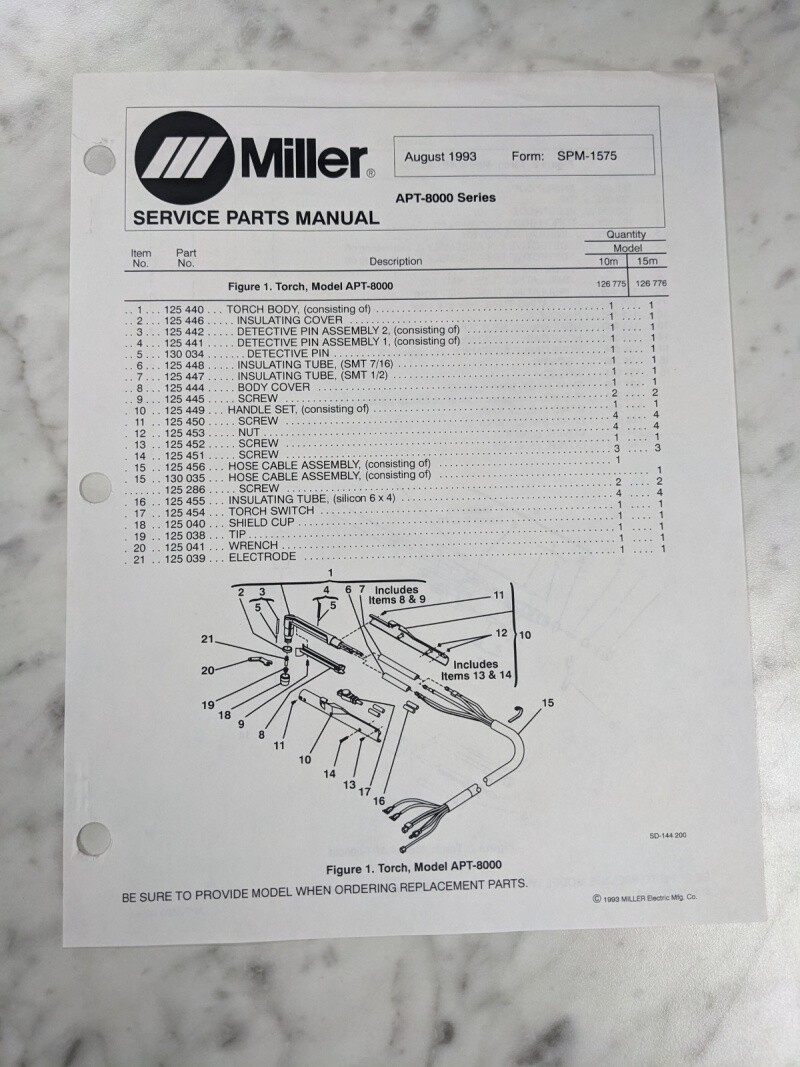 Miller®
August 1993 Form: SPM-1575
APT-8000 Series
SERVICE PARTS MANUAL
Quantity
Model
Item No. Part No. Description 10m 15m
Figure 1. Torch, Model APT-8000 126 775 126 776
.. 1 ... 125 440 ... TORCH BODY, (consisting of) ... 1 .... 1
.. 2 ... 125 446 ..... INSULATING COVER ... 1 .... 1
.. 3 ... 125 442 ..... DETECTIVE PIN ASSEMBLY 2, (consisting of) ... 1 .... 1
.. 4 ... 125 441 ..... DETECTIVE PIN ASSEMBLY 1, (consisting of) ... 1 .... 1
.. 5 ... 130 034 ....... DETECTIVE PIN ... 1 .... 1
.. 6 ... 125 448 ..... INSULATING TUBE, (SMT 7/16) ... 1 .... 1
.. 7 ... 125 447 ..... INSULATING TUBE, (SMT 1/2) ... 1 .... 1
.. 8 ... 125 444 ..... BODY COVER ... 1 .... 1
.. 9 ... 125 445 ..... SCREW ... 2 .... 2
. 10 ... 125 449 ... HANDLE SET, (consisting of) ... 1 .... 1
. 11 ... 125 450 ..... SCREW ... 4 .... 4
. 12 ... 125 453 ..... NUT ... 4 .... 4
. 13 ... 125 452 ..... SCREW ... 1 .... 1
. 14 ... 125 451 ..... SCREW ... 3 .... 3
. 15 ... 125 456 ... HOSE CABLE ASSEMBLY, (consisting of) ... 1
. 15 ... 130 035 ... HOSE CABLE ASSEMBLY, (consisting of) ... 1
....... 125 286 ..... SCREW ... 2 .... 2
. 16 ... 125 455 ... INSULATING TUBE, (silicon 6 x 4) ... 4 .... 4
. 17 ... 125 454 ... TORCH SWITCH ... 1 .... 1
. 18 ... 125 040 ... SHIELD CUP ... 1 .... 1
. 19 ... 125 038 ... TIP ... 1 .... 1
. 20 ... 125 041 ... WRENCH ... 1 .... 1
. 21 ... 125 039 ... ELECTRODE ... 1 .... 1
1
2 3 4 6 7 Includes Items 8 & 9 11
5 5
12 10
21
20
Includes Items 13 & 14
19
18
9
8
11
10
14
13
17
16
15
SD-144 200
Figure 1. Torch, Model APT-8000
BE SURE TO PROVIDE MODEL WHEN ORDERING REPLACEMENT PARTS.
© 1993 MILLER Electric Mfg. Co.